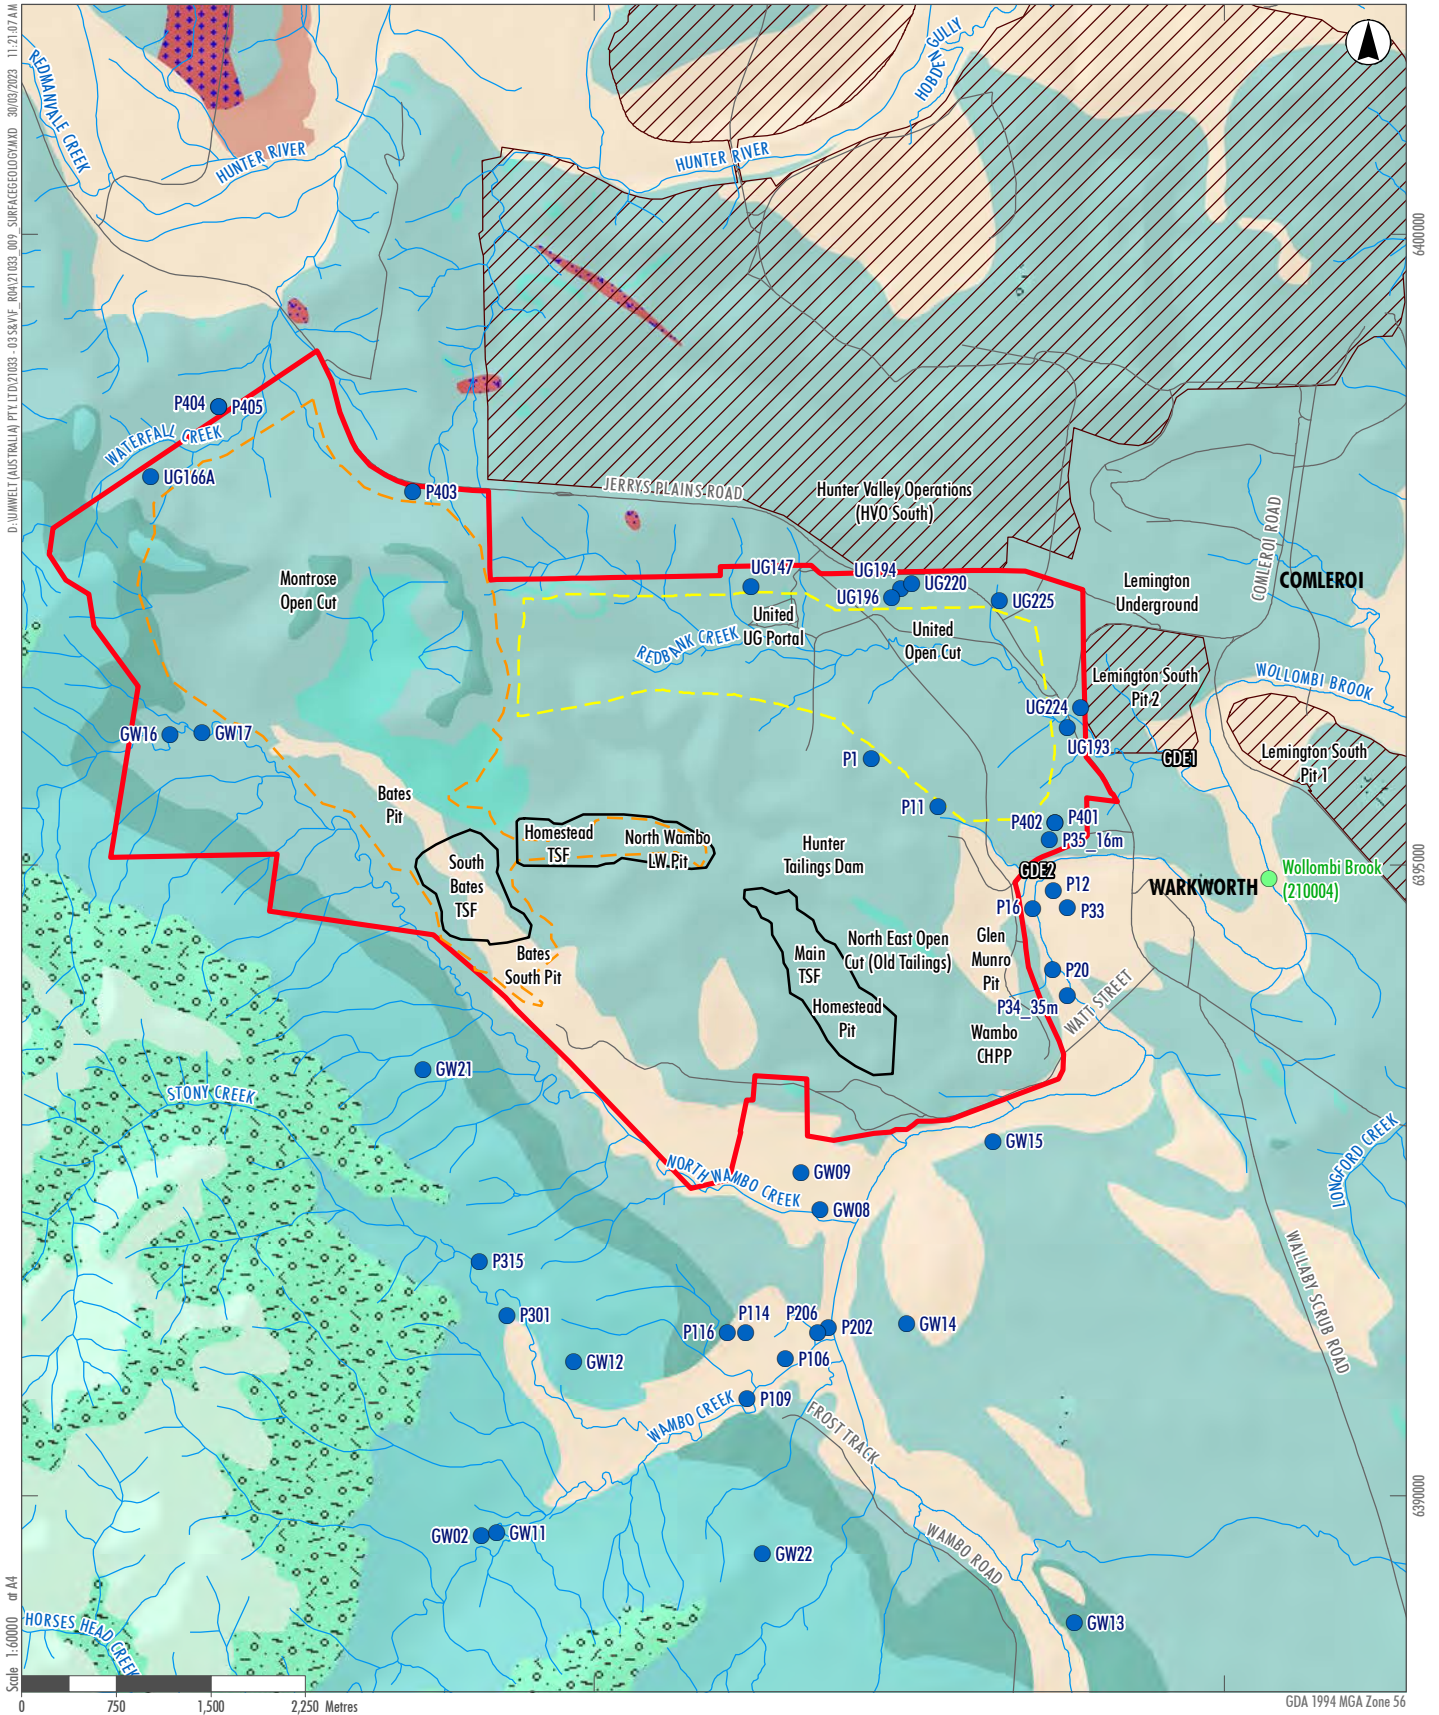 D:\UMWELT (AUSTRALIA) PTY. LTD\21033 - 03 S&V\F_R04\21033_009_SURFACEGEOLOGY.MXD 30/03/2023 11:21:07 AM
REDMANVALE CREEK
HUNTER RIVER
HOBDEN GULLY
HUNTER RIVER
6400000
P404
P405
WATERFALL CREEK
UG166A
P403
JERRYS PLAINS ROAD
Hunter Valley Operations
(HVO South)
COMLEROI ROAD
COMLEROI
Montrose
Open Cut
UG147
UG194
UG220
UG196
UG225
Lemington
Underground
United
UG Portal
REDBANK CREEK
United
Open Cut
Lemington South
Pit 2
WOLLOMBI BROOK
GW16
GW17
UG224
UG193
GDE1
Lemington South
Pit 1
P1
Bates
Pit
P11
P402
P401
P35_16m
Homestead
TSF
North Wambo
LW Pit
Hunter
Tailings Dam
South
Bates
TSF
GDE2
WARKWORTH
Wollombi Brook
(210004)
6395000
P12
P16
P33
Bates
South Pit
Main
TSF
North East Open
Cut (Old Tailings)
Glen
Munro
Pit
P20
P34_35m
WATT STREET
Homestead
Pit
Wambo
CHPP
GW21
STONY CREEK
LONGFORD CREEK
GW15
NORTH WAMBO CREEK
GW09
GW08
WALLABY SCRUB ROAD
P315
P301
P114
P116
P206
P202
GW14
P106
GW12
P109
WAMBO CREEK
FROST TRACK
6390000
GW02
GW11
GW22
WAMBO ROAD
GW13
HORSES HEAD CREEK
Scale 1:60000 at A4
0 750 1,500 2,250 Metres
GDA 1994 MGA Zone 56